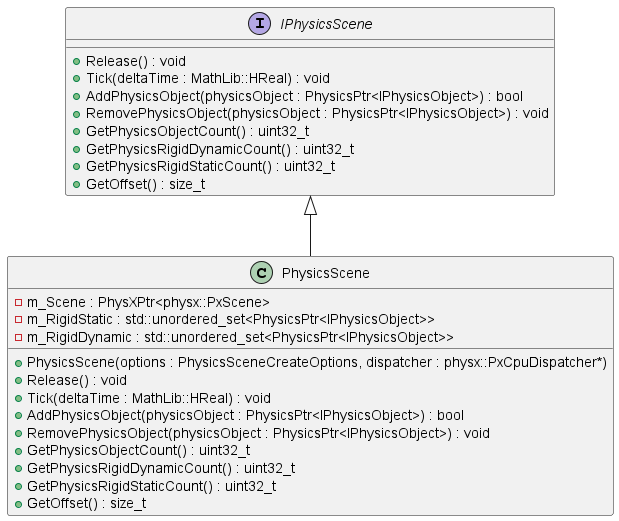 I IPhysicsScene
Release() : void
Tick(deltaTime : MathLib::HReal) : void
AddPhysicsObject(physicsObject : PhysicsPtr<IPhysicsObject>) : bool
RemovePhysicsObject(physicsObject : PhysicsPtr<IPhysicsObject>) : void
GetPhysicsObjectCount() : uint32_t
GetPhysicsRigidDynamicCount() : uint32_t
GetPhysicsRigidStaticCount() : uint32_t
GetOffset() : size_t
C PhysicsScene
m_Scene : PhysXPtr<physx::PxScene>
m_RigidStatic : std::unordered_set<PhysicsPtr<IPhysicsObject>>
m_RigidDynamic : std::unordered_set<PhysicsPtr<IPhysicsObject>>
PhysicsScene(options : PhysicsSceneCreateOptions, dispatcher : physx::PxCpuDispatcher*)
Release() : void
Tick(deltaTime : MathLib::HReal) : void
AddPhysicsObject(physicsObject : PhysicsPtr<IPhysicsObject>) : bool
RemovePhysicsObject(physicsObject : PhysicsPtr<IPhysicsObject>) : void
GetPhysicsObjectCount() : uint32_t
GetPhysicsRigidDynamicCount() : uint32_t
GetPhysicsRigidStaticCount() : uint32_t
GetOffset() : size_t